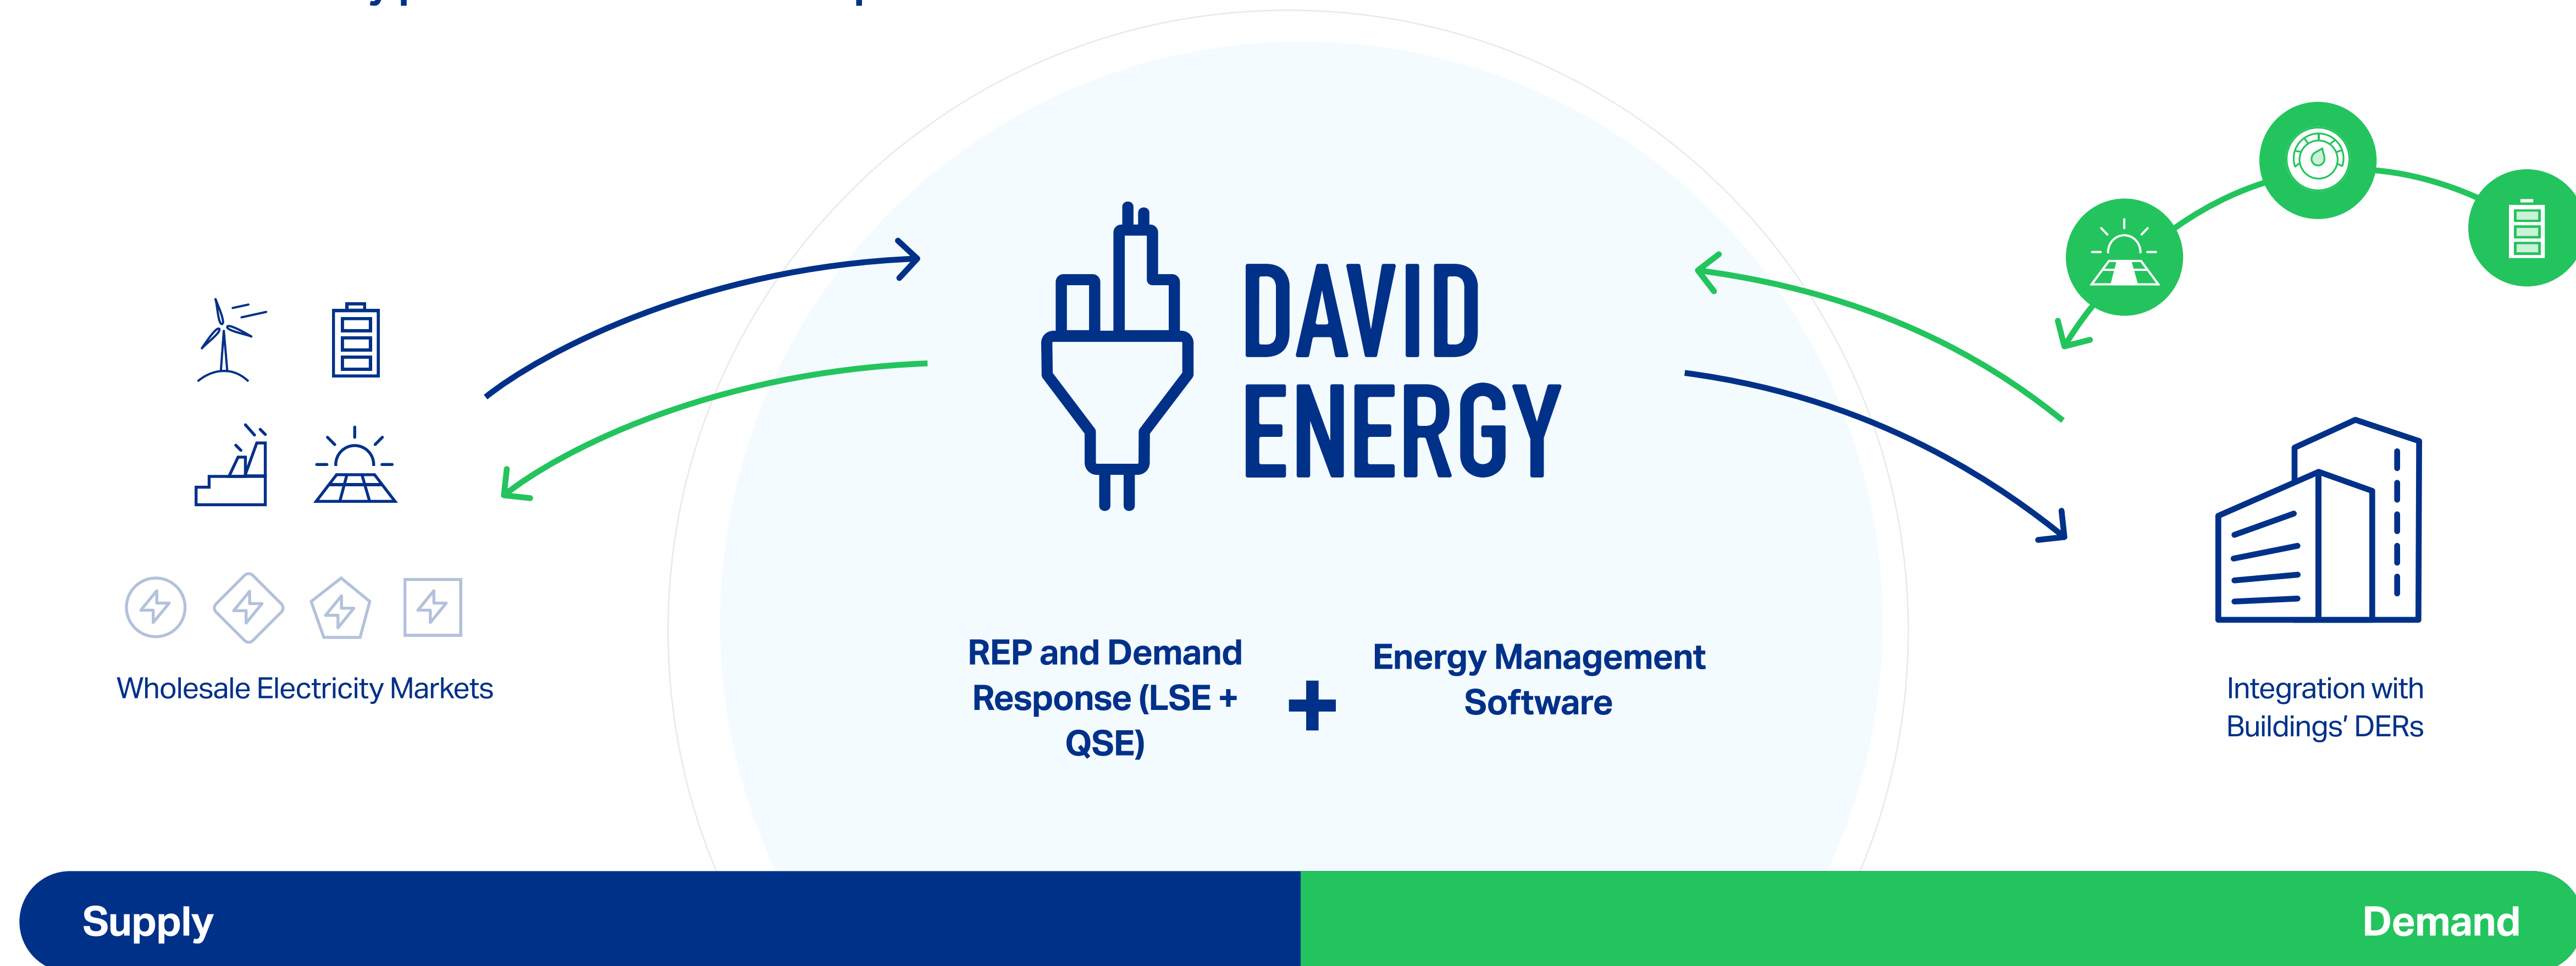 DAVID
ENERGY
Wholesale Electricity Markets
REP and Demand
Response (LSE +
QSE)
+
Energy Management
Software
Integration with
Buildings' DERs
Supply
Demand